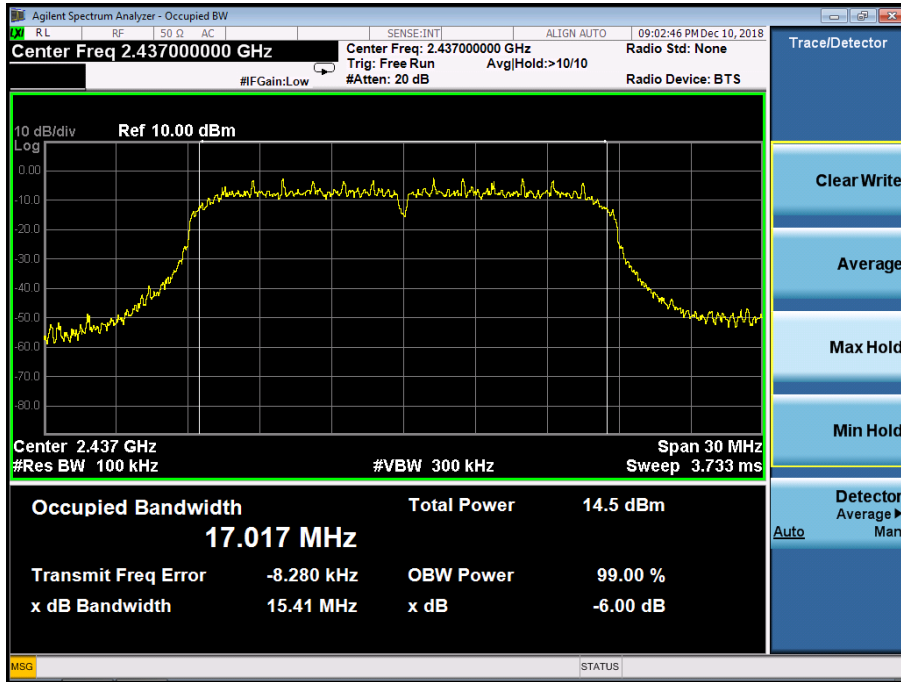 Agilent Spectrum Analyzer - Occupied BW
LXI RL RF 50 Ω AC SENSE:INT ALIGN AUTO 09:02:46 PM Dec 10, 2018
Center Freq 2.437000000 GHz
Center Freq: 2.437000000 GHz Radio Std: None
Trig: Free Run Avg|Hold:>10/10
#IFGain:Low #Atten: 20 dB Radio Device: BTS
Trace/Detector
10 dB/div Ref 10.00 dBm
Log
0.00
-10.0
-20.0
-30.0
-40.0
-50.0
-60.0
-70.0
-80.0
Center 2.437 GHz Span 30 MHz
#Res BW 100 kHz #VBW 300 kHz Sweep 3.733 ms
Occupied Bandwidth Total Power 14.5 dBm
17.017 MHz
Transmit Freq Error -8.280 kHz OBW Power 99.00 %
x dB Bandwidth 15.41 MHz x dB -6.00 dB
Clear Write
Average
Max Hold
Min Hold
Detector
Average▶
Auto Man
MSG STATUS